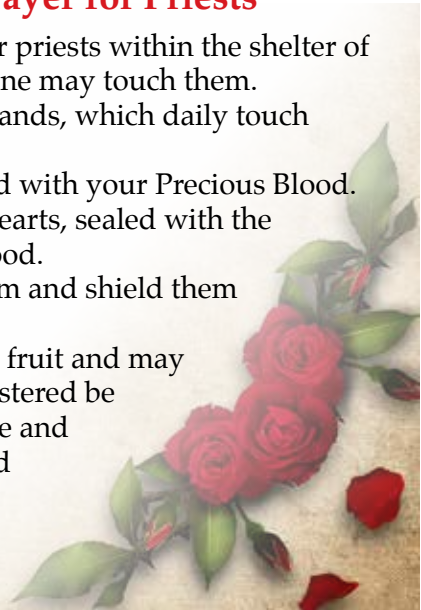 ayer for Priests
r priests within the shelter of
ne may touch them.
ands, which daily touch
d with your Precious Blood.
earts, sealed with the
ood.
m and shield them
fruit and may
stered be
e and
d